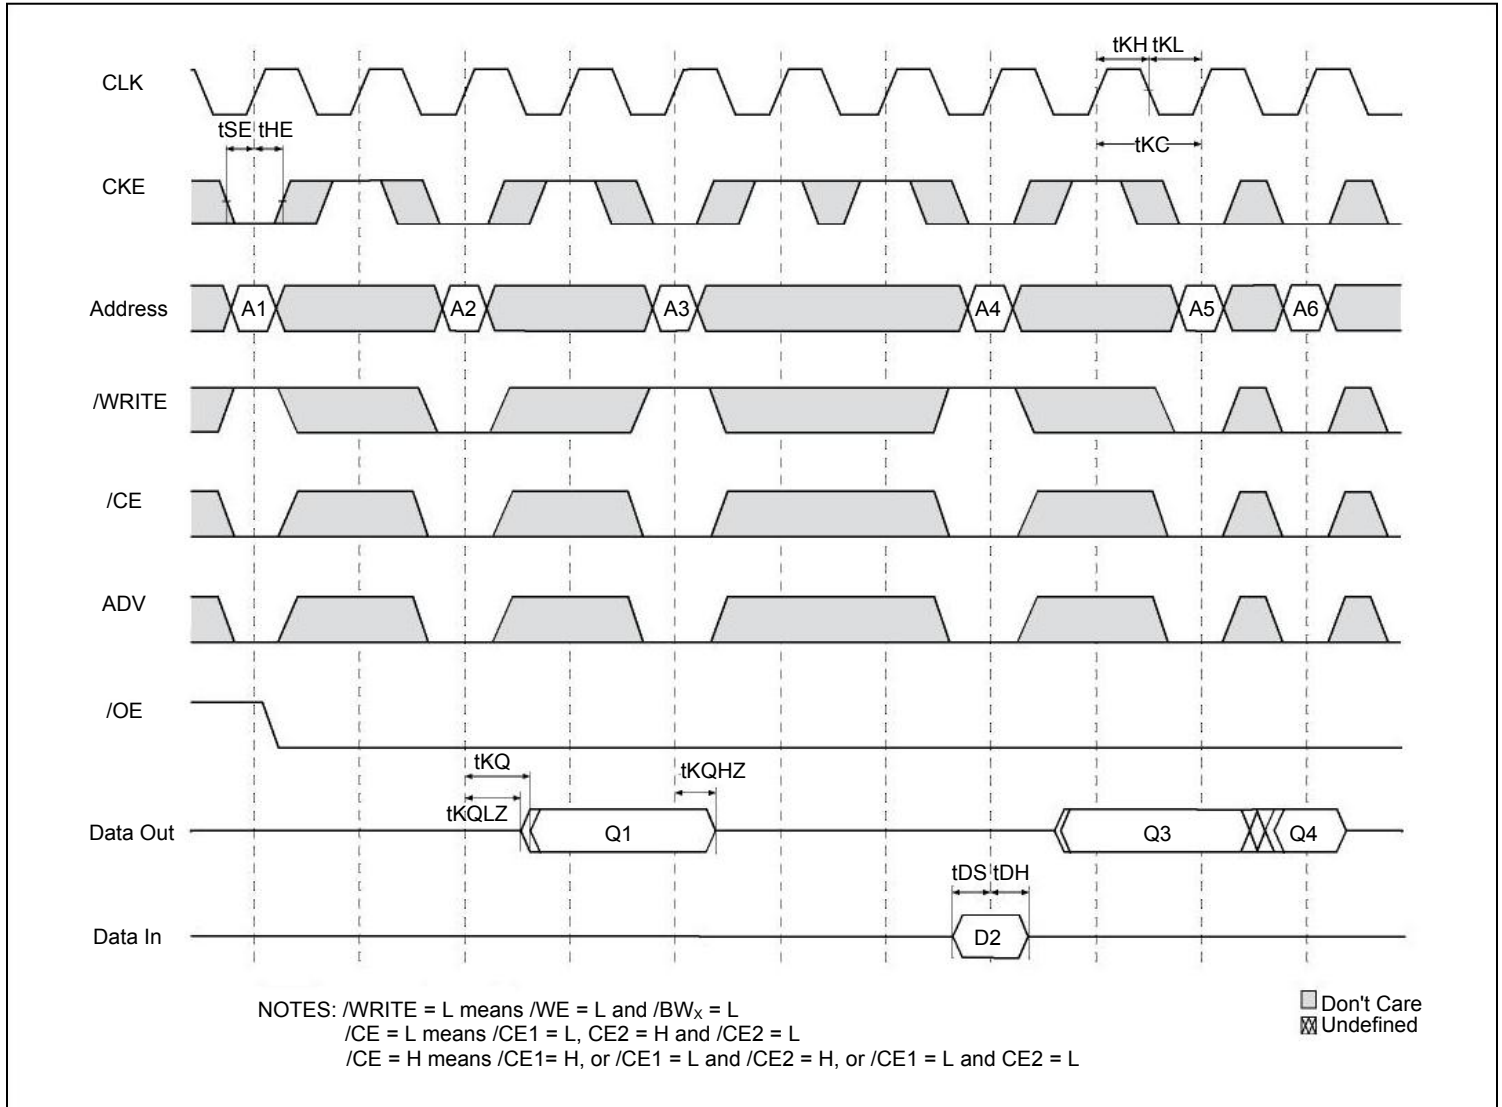 tKH tKL
CLK
tSE tHE
tKC
CKE
Address A1 A2 A3 A4 A5 A6
/WRITE
/CE
ADV
/OE
tKQ
tKQHZ
tKQLZ
Data Out Q1 Q3 Q4
tDS tDH
Data In D2
NOTES: /WRITE = L means /WE = L and /BWX = L
/CE = L means /CE1 = L, CE2 = H and /CE2 = L
/CE = H means /CE1= H, or /CE1 = L and /CE2 = H, or /CE1 = L and CE2 = L
Don't Care
Undefined